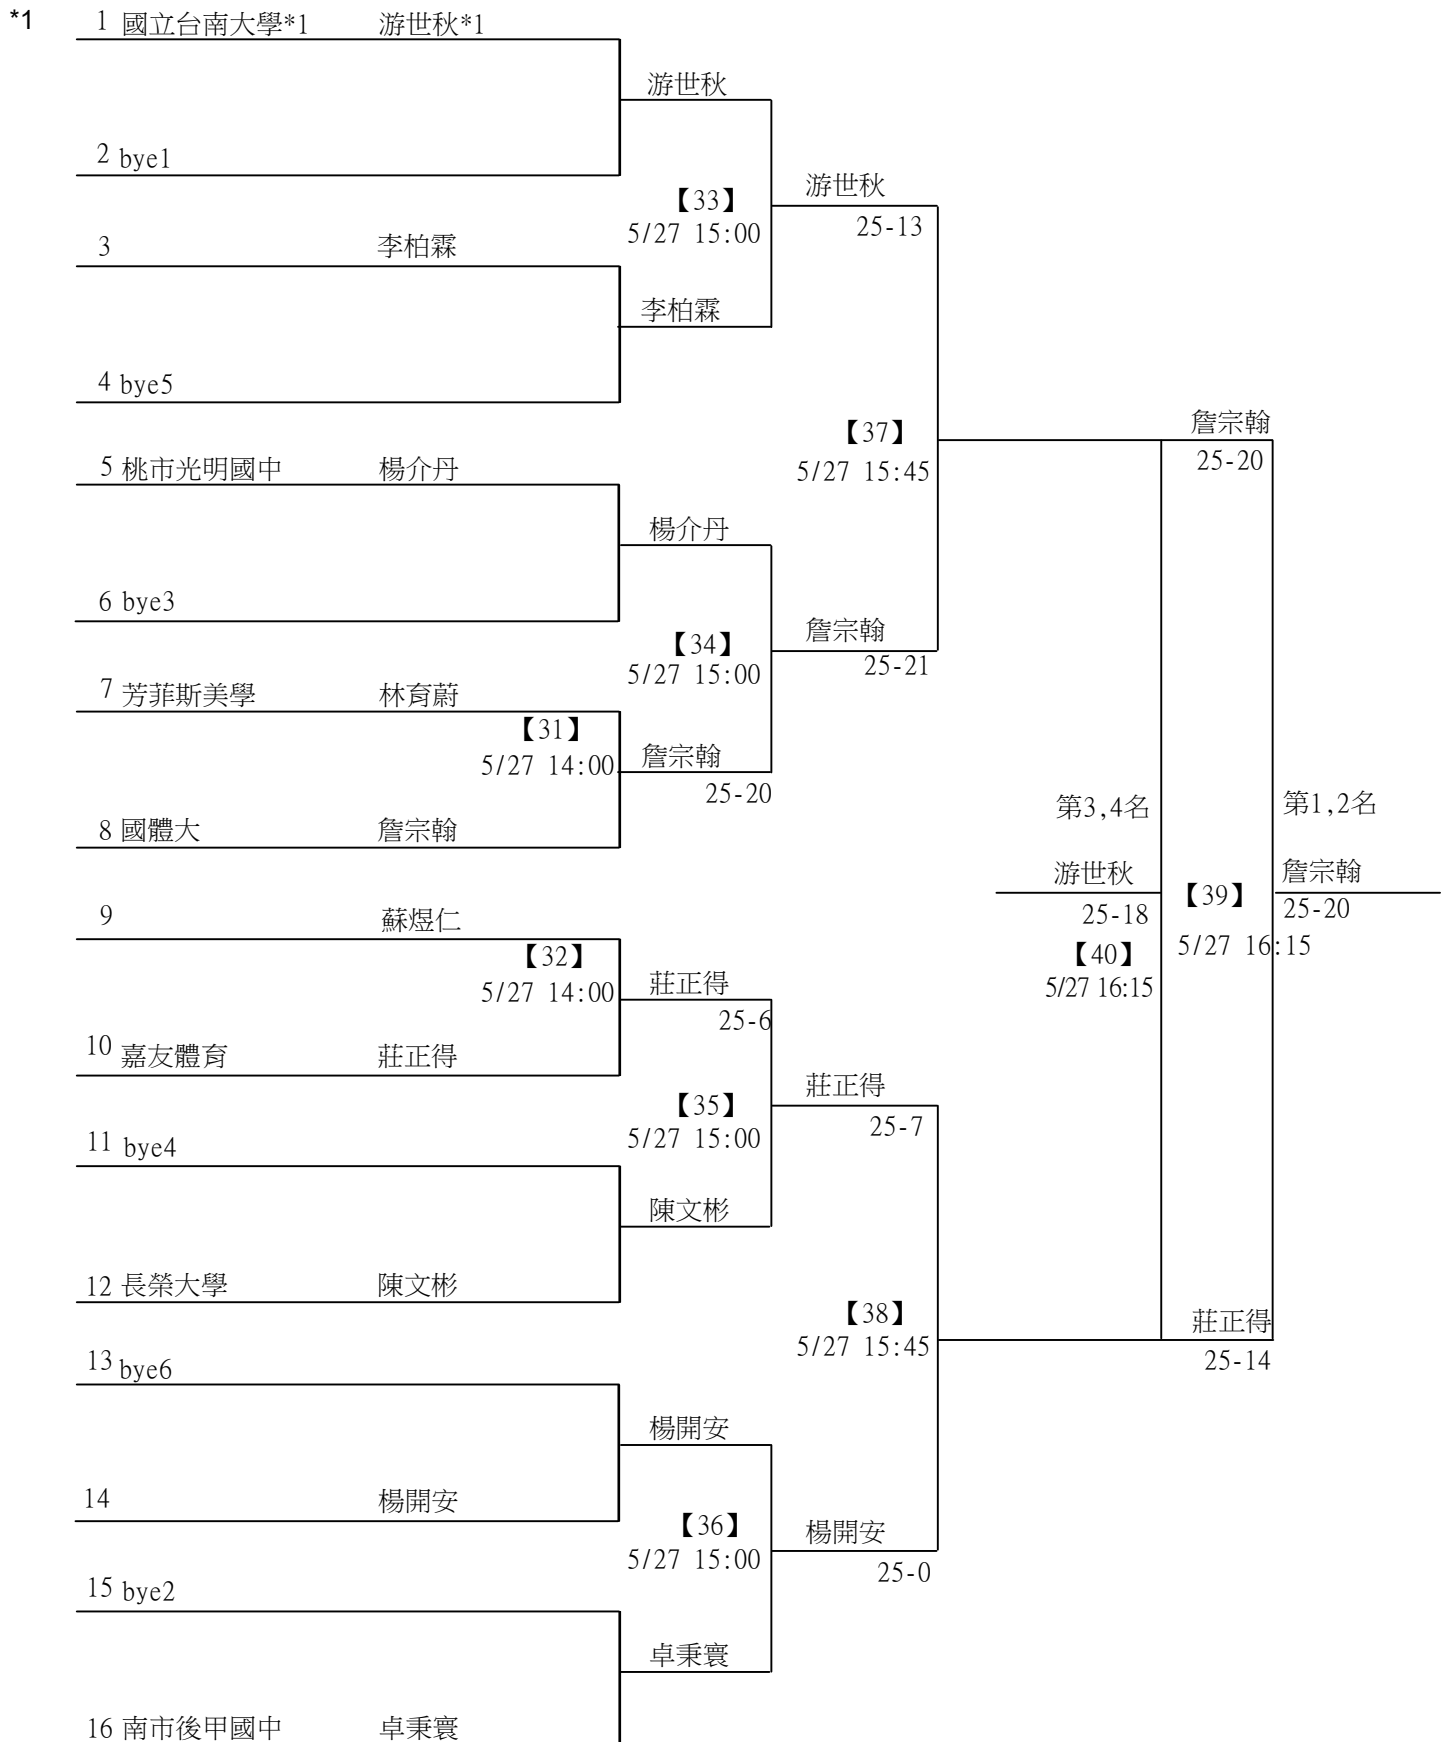 *1
1 國立台南大學*1 游世秋*1
游世秋
2 bye1
游世秋
【33】
25-13
5/27 15:00
3 李柏霖
李柏霖
4 bye5
詹宗翰
【37】
25-20
5 桃市光明國中 楊介丹
5/27 15:45
楊介丹
6 bye3
詹宗翰
【34】
25-21
5/27 15:00
7 芳菲斯美學 林育蔚
【31】
詹宗翰
5/27 14:00
25-20
第3,4名
第1,2名
8 國體大 詹宗翰
游世秋
詹宗翰
【39】
25-18
25-20
9 蘇煜仁
【32】
【40】
5/27 16:15
莊正得
5/27 14:00
5/27 16:15
25-6
10 嘉友體育 莊正得
莊正得
【35】
25-7
5/27 15:00
11 bye4
陳文彬
12 長榮大學 陳文彬
【38】
莊正得
5/27 15:45
25-14
13 bye6
楊開安
14 楊開安
【36】
楊開安
5/27 15:00
25-0
15 bye2
卓秉寰
16 南市後甲國中 卓秉寰